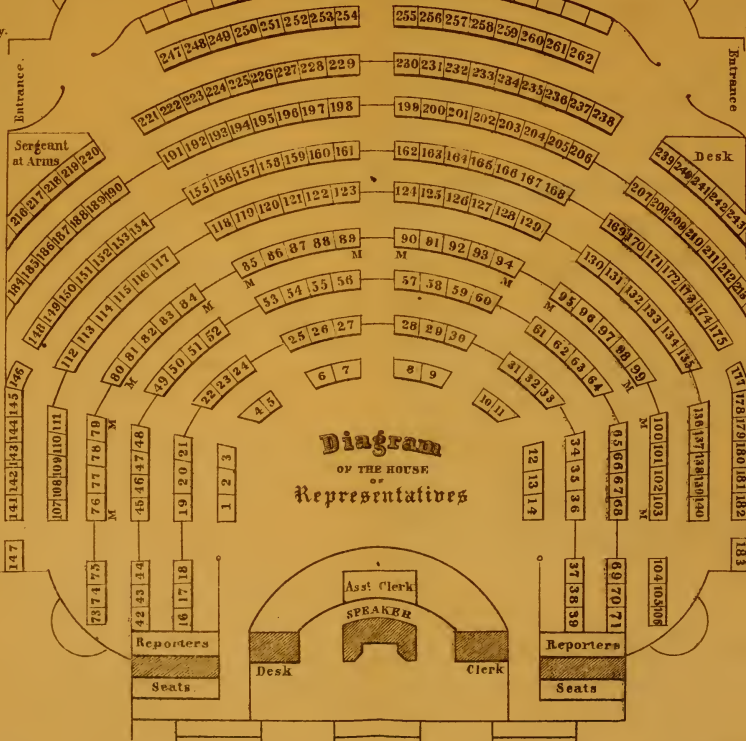 y.
247 248 249 250 251 252 253 254
255 256 257 258 259 260 261 262
Entrance.
Entrance
221 222 223 224 225 226 227 228 229
230 231 232 233 234 235 236 237 238
Sergeant
at Arms
Desk
191 192 193 194 195 196 197 198
199 200 201 202 203 204 205 206
216 217 218 219 220
239 240 241 242 243
155 156 157 158 159 160 161
162 163 164 165 166 167 168
184 185 186 187 188 189 190
207 208 209 210 211 212
118 119 120 121 122 123
124 125 126 127 128 129
148 149 150 151 152 153 154
169 170 171 172 173 174 175
85 86 87 88 89
90 91 92 93 94
M M M M
112 113 114 115 116 117
130 131 132 133 134 135
53 54 55 56
57 58 59 60
80 81 82 83 84
95 96 97 98 99
M M M M
25 26 27
28 29 30
49 50 51 52
61 62 63 64
22 23 24
31 32 33
6 7
8 9
4 5
10 11
141 142 143 144 145 146
107 108 109 110 111
76 77 78 79
M M
45 46 47 48
19 20 21
1 2 3
Diagram
OF THE HOUSE
OF
Representatives
12 13 14
34 35 36
65 66 67 68
M M
100 101 102 103
136 137 138 139 140
177 178 179 180 181 182
147
73 74 75
42 43 44
16 17 18
37 38 39
69 70 71
104 105 106
183
Asst Clerk
SPEAKER
Reporters
Seats.
Desk
Clerk
Reporters
Seats